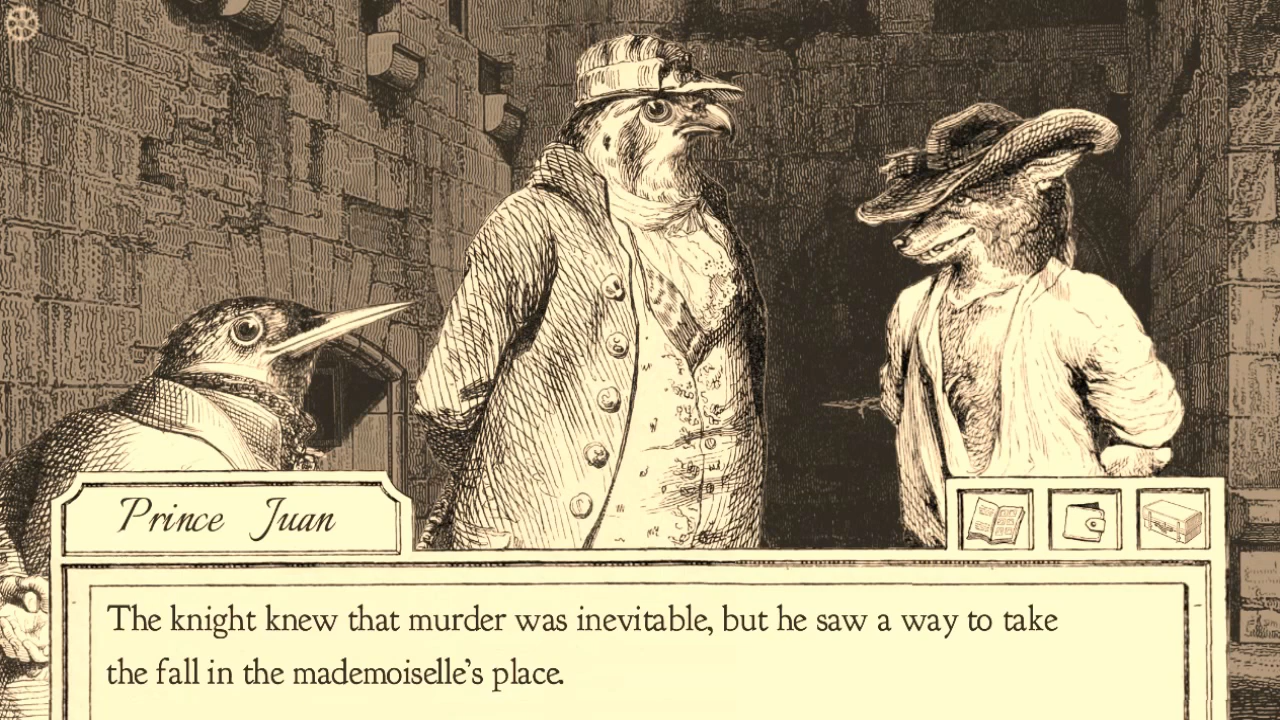 Prince Juan
The knight knew that murder was inevitable, but he saw a way to take
the fall in the mademoiselle's place.